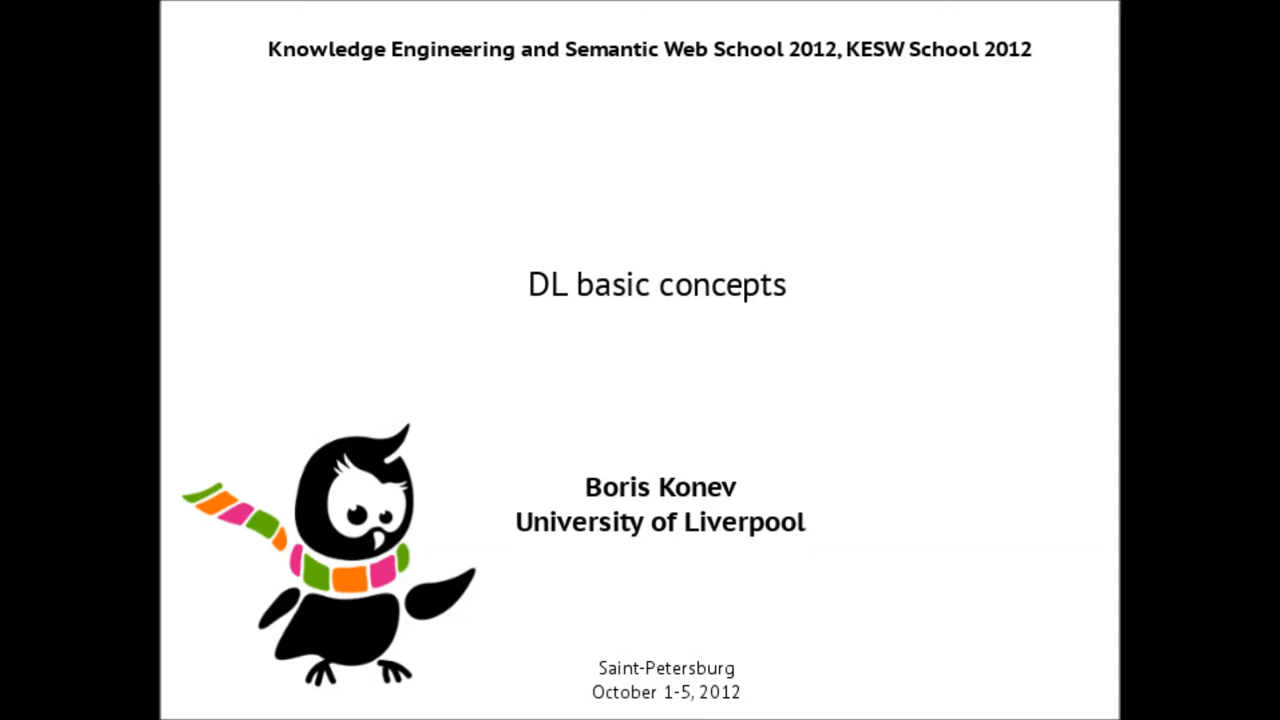 Knowledge Engineering and Semantic Web School 2012, KESW School 2012
DL basic concepts
Boris Konev
University of Liverpool
Saint-Petersburg
October 1-5, 2012